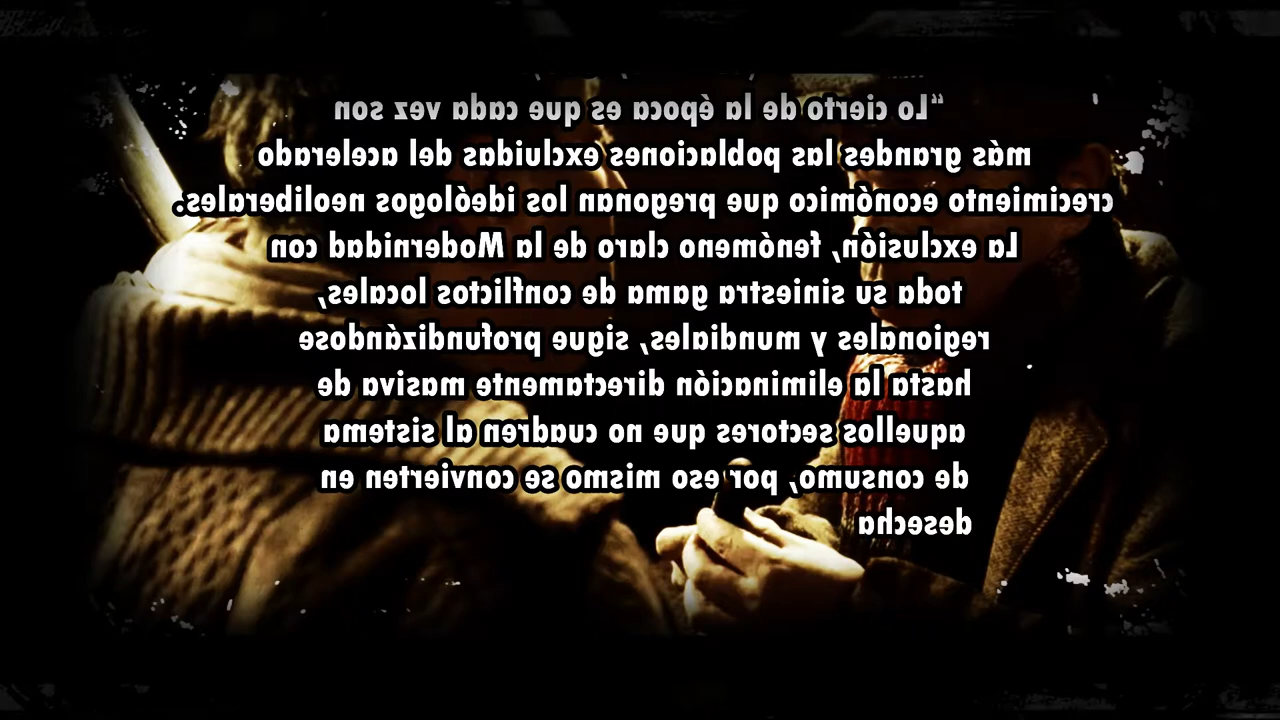 “Lo cierto de la época es que cada vez son
más grandes las poblaciones excluidas del acelerado
crecimiento económico que pregonan los ideólogos neoliberales.
La exclusión, fenómeno claro de la Modernidad con
toda su siniestra gama de conflictos locales,
regionales y mundiales, sigue profundizándose
hasta la eliminación directamente masiva de
aquellos sectores que no cuadren al sistema
de consumo, por eso mismo se convierten en
desecha